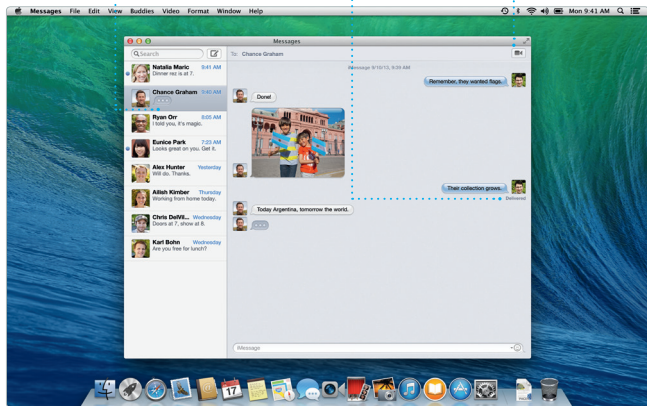 Messages File Edit View Buddies Video Format Window Help
Mon 9:41 AM
Messages
Search
To: Chance Graham
Natalia Maric 9:41 AM
Dinner rez is at 7.
Chance Graham 9:40 AM
Ryan Orr 8:05 AM
I told you, it's magic.
Eunice Park 7:23 AM
Looks great on you. Get it.
Alex Hunter Yesterday
Will do. Thanks.
Ailish Kimber Thursday
Working from home today.
Chris DelVil... Wednesday
Doors at 7, show at 8.
Karl Bohn Wednesday
Are you free for lunch?
Remember, they wanted flags.
Done!
Their collection grows.
Delivered
Today Argentina, tomorrow the world.
iMessage
17